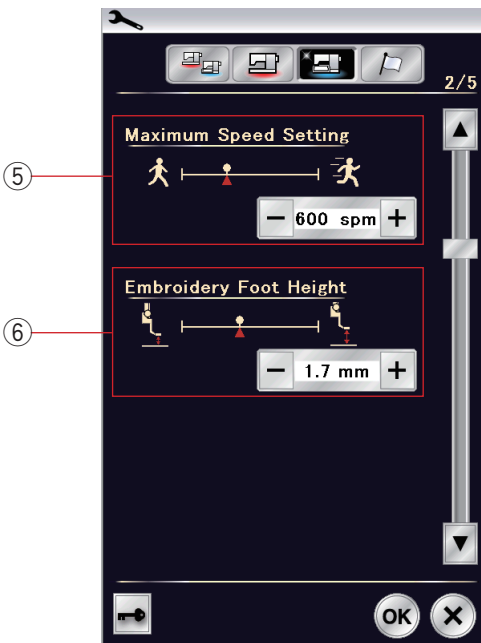 2/5
⑤
Maximum Speed Setting
− 600 spm +
⑥
Embroidery Foot Height
− 1.7 mm +
OK